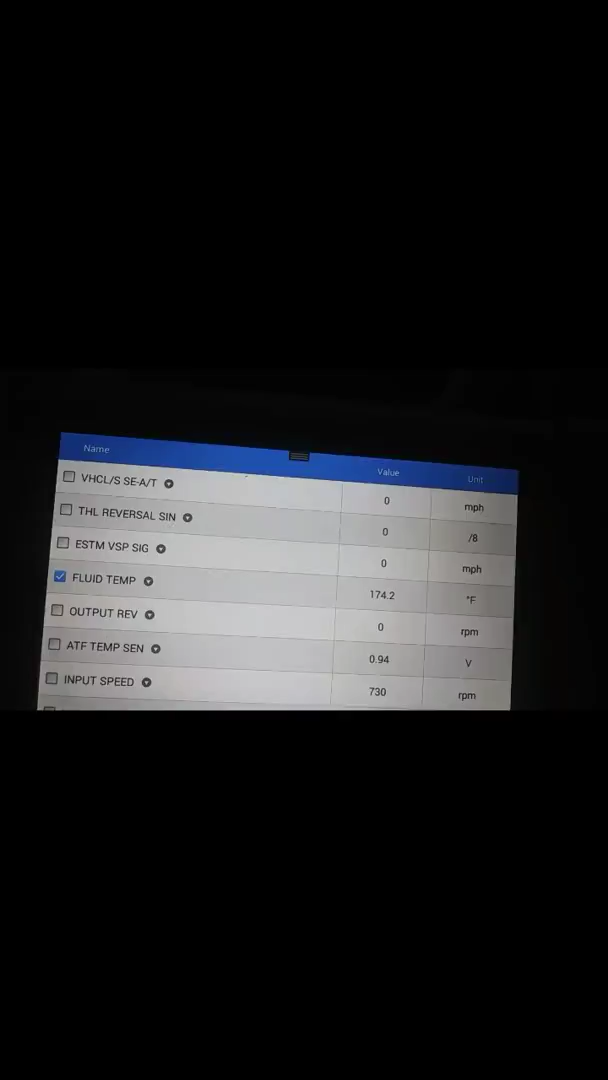 Name Value Unit
VHCL/S SE-A/T 0 mph
THL REVERSAL SIN 0 /8
ESTM VSP SIG 0 mph
FLUID TEMP 174.2 °F
OUTPUT REV 0 rpm
ATF TEMP SEN 0.94 V
INPUT SPEED 730 rpm